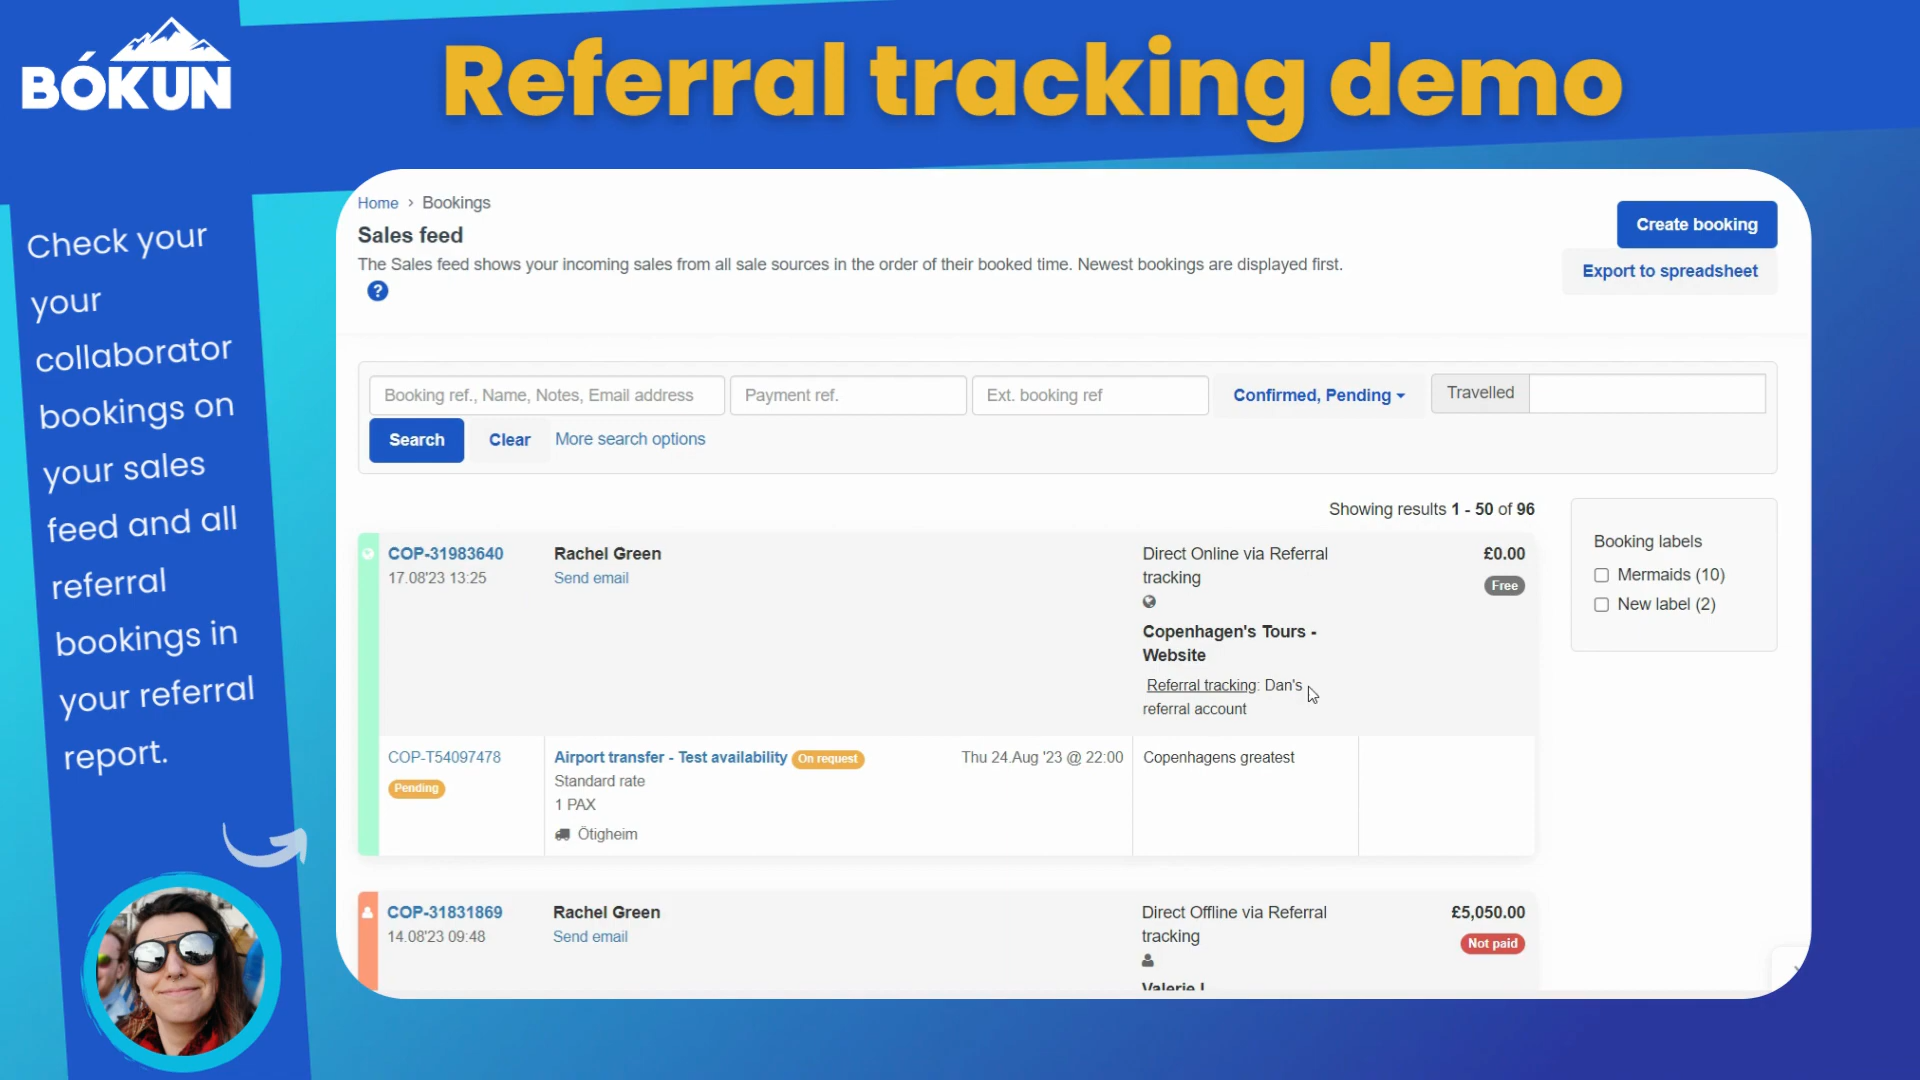 BÓKUN
Referral tracking demo
Check your
your
collaborator
bookings on
your sales
feed and all
referral
bookings in
your referral
report.
Home › Bookings
Sales feed
The Sales feed shows your incoming sales from all sale sources in the order of their booked time. Newest bookings are displayed first.
?
Create booking
Export to spreadsheet
Booking ref., Name, Notes, Email address
Payment ref.
Ext. booking ref
Confirmed, Pending
Travelled
Search
Clear
More search options
Showing results 1 - 50 of 96
Booking labels
Mermaids (10)
New label (2)
COP-31983640
17.08'23 13:25
Rachel Green
Send email
Direct Online via Referral
tracking
Copenhagen's Tours -
Website
Referral tracking: Dan's
referral account
£0.00
Free
COP-T54097478
Pending
Airport transfer - Test availability On request
Standard rate
1 PAX
Ötigheim
Thu 24.Aug '23 @ 22:00
Copenhagens greatest
COP-31831869
14.08'23 09:48
Rachel Green
Send email
Direct Offline via Referral
tracking
£5,050.00
Not paid